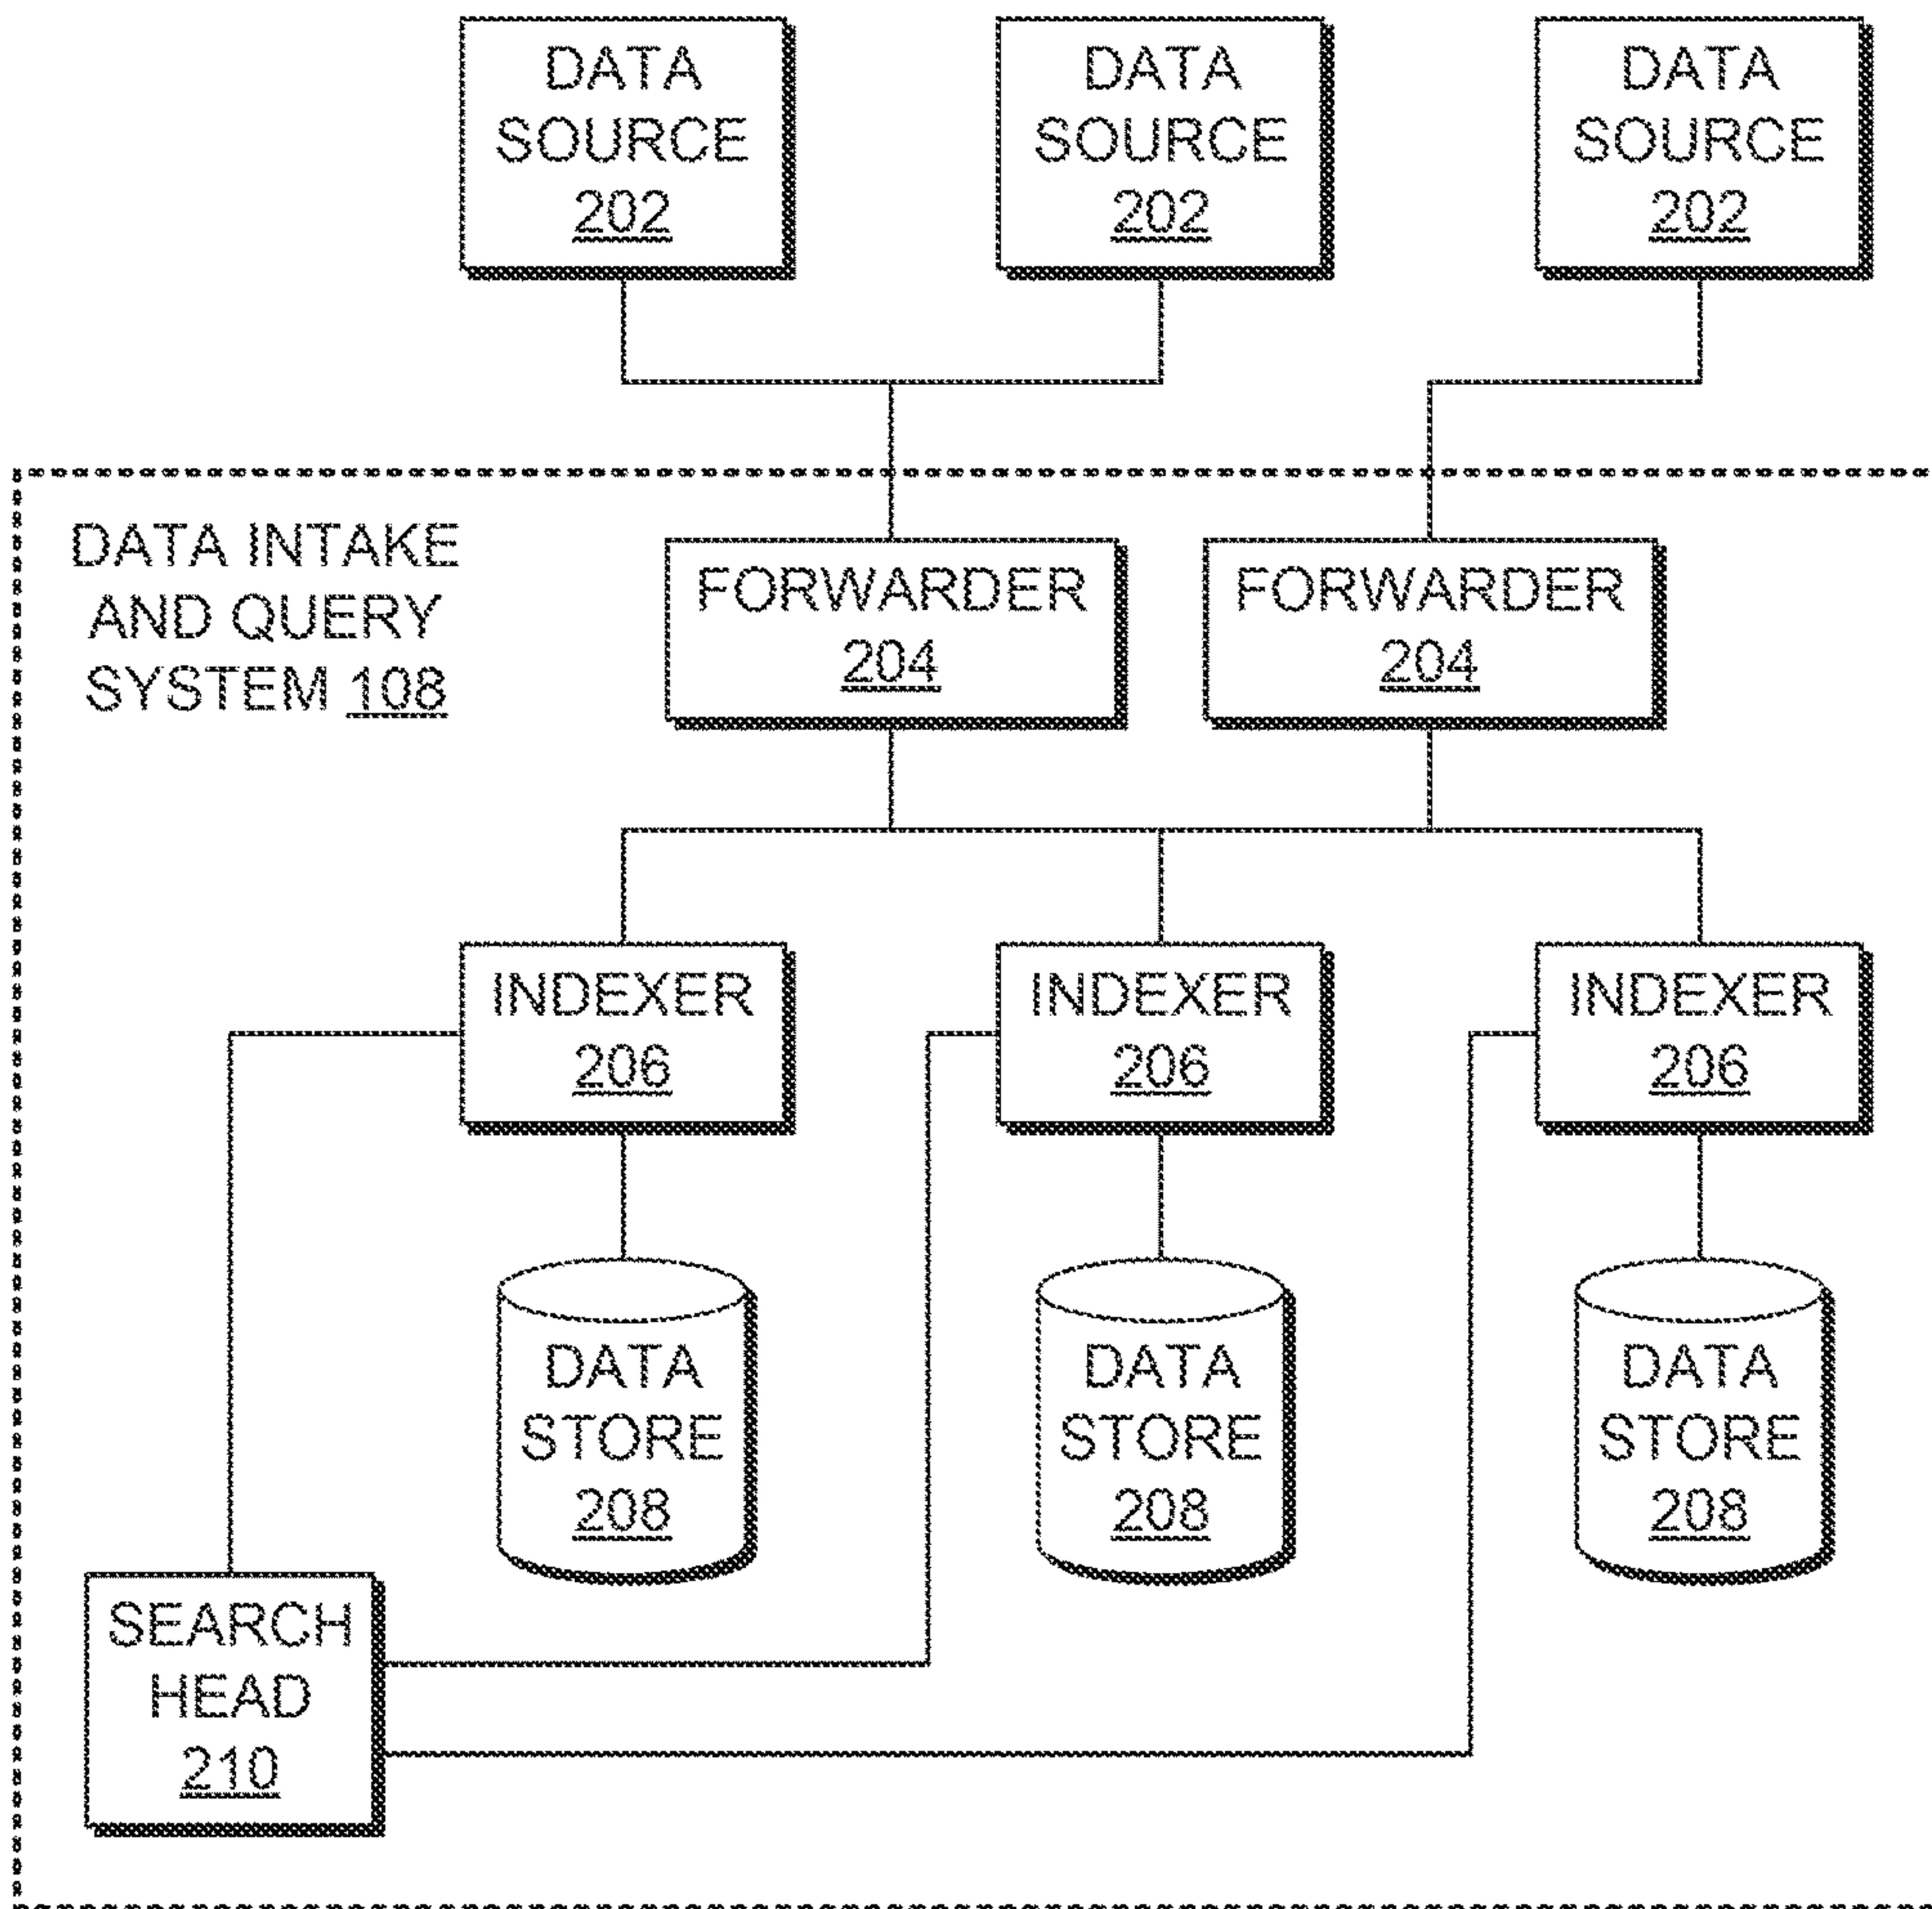 DATA
SOURCE
202
DATA
SOURCE
202
DATA
SOURCE
202
DATA INTAKE
AND QUERY
SYSTEM 108
FORWARDER
204
FORWARDER
204
INDEXER
206
INDEXER
206
INDEXER
206
DATA
STORE
208
DATA
STORE
208
DATA
STORE
208
SEARCH
HEAD
210